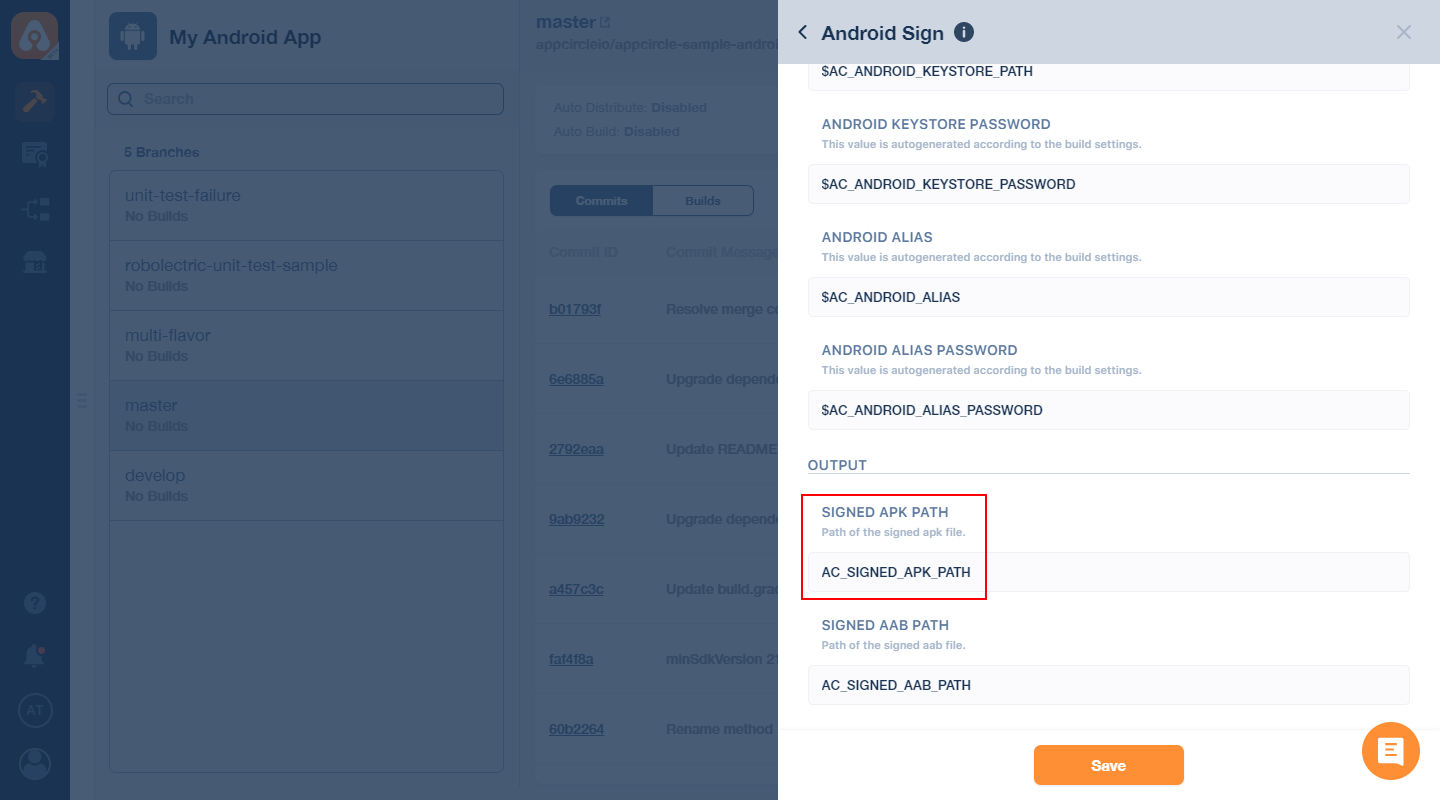 My Android App
Search
5 Branches
unit-test-failure
No Builds
robolectric-unit-test-sample
No Builds
multi-flavor
No Builds
master
No Builds
develop
No Builds
AT
master
appcircleio/appcircle-sample-androi
Auto Distribute: Disabled
Auto Build: Disabled
Commits Builds
Commit ID Commit Message
b01793f Resolve merge co
6e6885a Upgrade depende
2792eaa Update README
9ab9232 Upgrade depende
a457c3c Update build.grad
faf4f8a minSdkVersion 21
60b2264 Rename method
Android Sign
$AC_ANDROID_KEYSTORE_PATH
ANDROID KEYSTORE PASSWORD
This value is autogenerated according to the build settings.
$AC_ANDROID_KEYSTORE_PASSWORD
ANDROID ALIAS
This value is autogenerated according to the build settings.
$AC_ANDROID_ALIAS
ANDROID ALIAS PASSWORD
This value is autogenerated according to the build settings.
$AC_ANDROID_ALIAS_PASSWORD
OUTPUT
SIGNED APK PATH
Path of the signed apk file.
AC_SIGNED_APK_PATH
SIGNED AAB PATH
Path of the signed aab file.
AC_SIGNED_AAB_PATH
Save